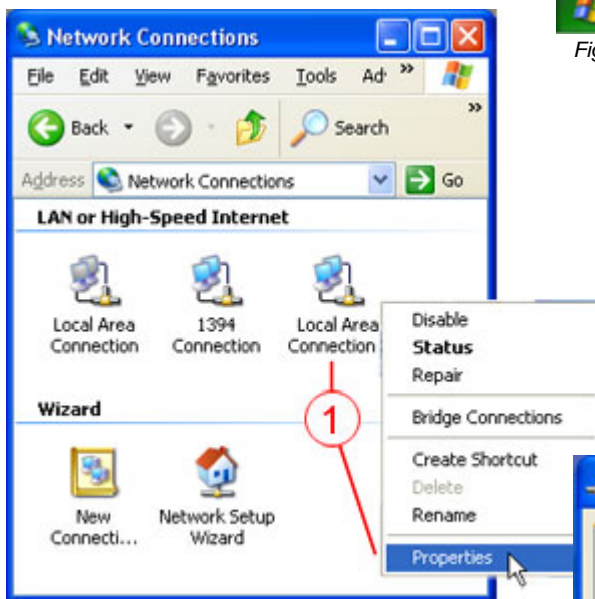 Network Connections
File Edit View Favorites Tools Ad »
Back Search »
Address Network Connections Go
LAN or High-Speed Internet
Local Area Connection
1394 Connection
Local Area Connection
Wizard
New Connecti...
Network Setup Wizard
1
Disable
Status
Repair
Bridge Connections
Create Shortcut
Delete
Rename
Properties